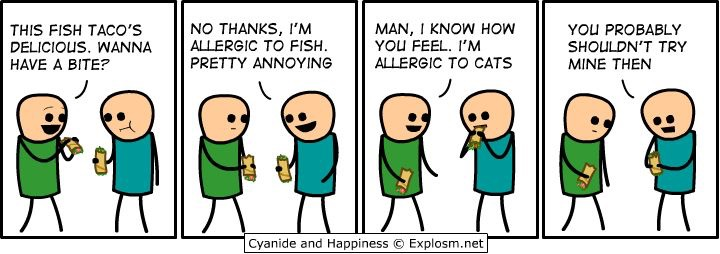 THIS FISH TACO'S
DELICIOUS. WANNA
HAVE A BITE?
NO THANKS, I'M
ALLERGIC TO FISH.
PRETTY ANNOYING
MAN, I KNOW HOW
YOU FEEL. I'M
ALLERGIC TO CATS
YOU PROBABLY
SHOULDN'T TRY
MINE THEN
Cyanide and Happiness © Explosm.net